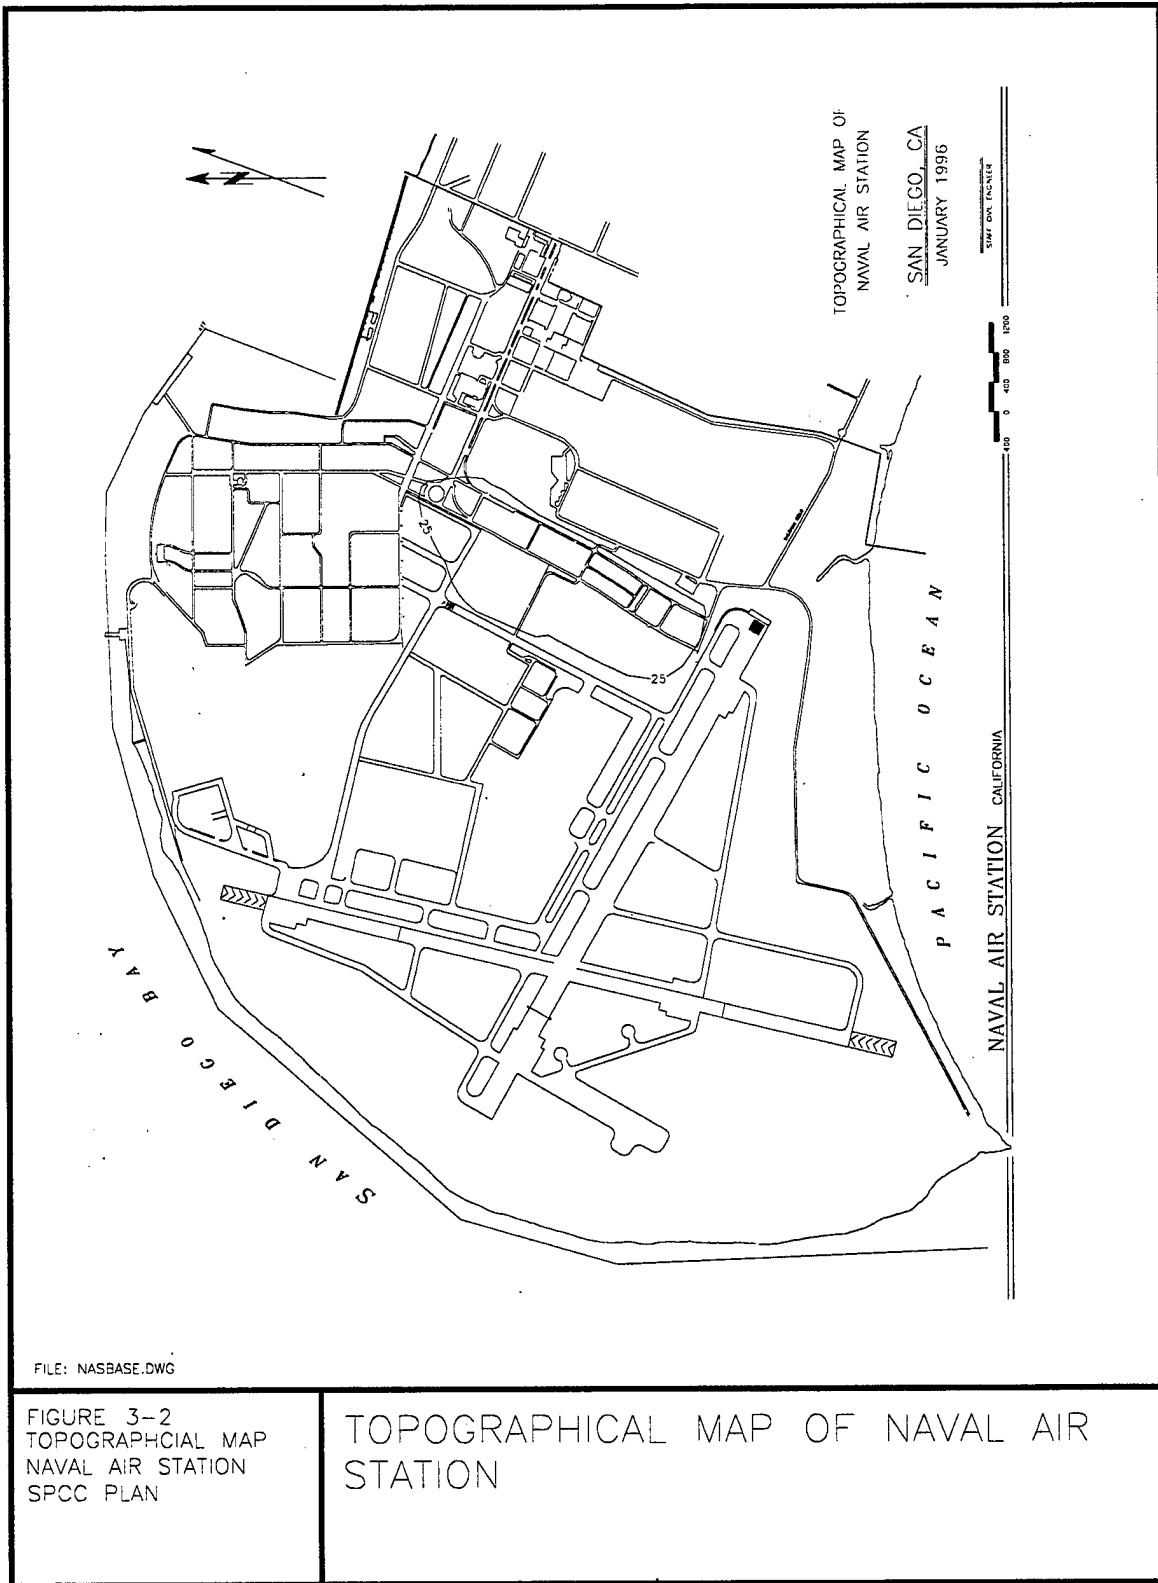 TOPOGRAPHICAL MAP OF
NAVAL AIR STATION
SAN DIEGO, CA
JANUARY 1996
STAFF CIVIL ENGINEER
400 0 400 800 1200
NAVAL AIR STATION CALIFORNIA
PACIFIC OCEAN
SAN DIEGO BAY
25
25
FILE: NASBASE.DWG
FIGURE 3-2
TOPOGRAPHCIAL MAP
NAVAL AIR STATION
SPCC PLAN
TOPOGRAPHICAL MAP OF NAVAL AIR
STATION